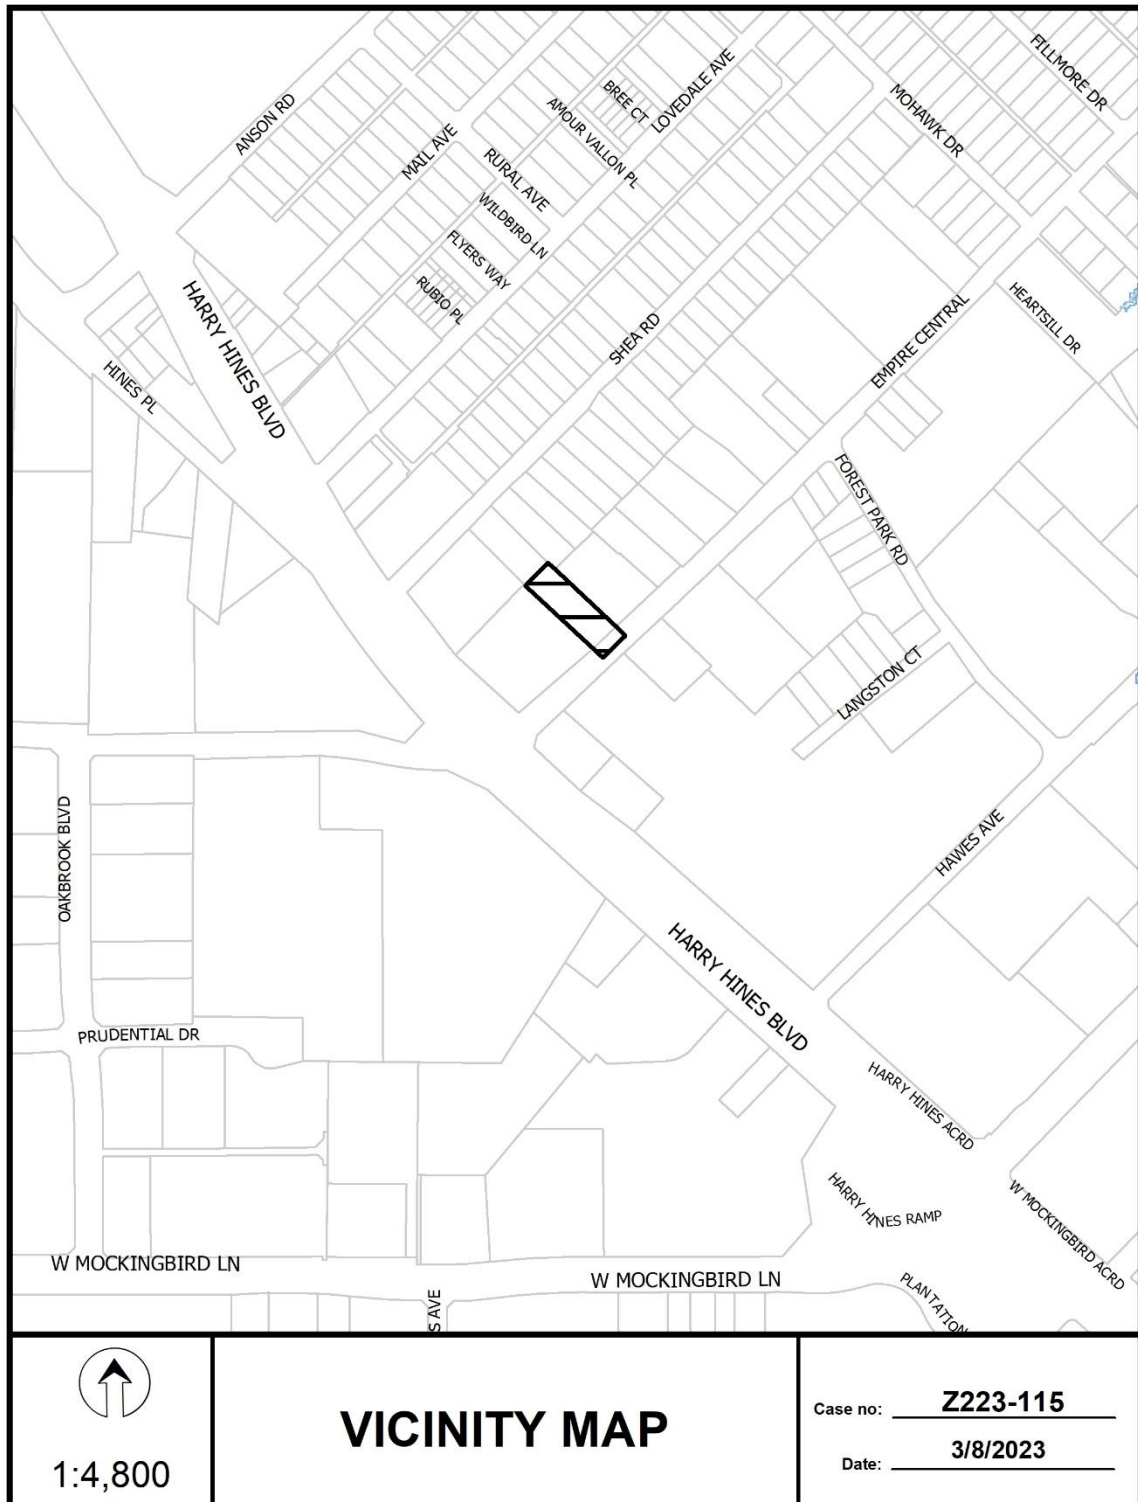 FILLMORE DR
LOVEDALE AVE
BREE CT
MOHAWK DR
ANSON RD
AMOUR VALLON PL
MAIL AVE
RURAL AVE
WILDBIRD LN
FLYERS WAY
RUBIO PL
HARRY HINES BLVD
HEARTSILL DR
SHEA RD
EMPIRE CENTRAL
HINES PL
FOREST PARK RD
LANGSTON CT
OAKBROOK BLVD
HAWES AVE
HARRY HINES BLVD
PRUDENTIAL DR
HARRY HINES ACRD
HARRY HINES RAMP
W MOCKINGBIRD ACRD
W MOCKINGBIRD LN
W MOCKINGBIRD LN
PLANTATION
S AVE
1:4,800
VICINITY MAP
Case no: Z223-115
Date: 3/8/2023